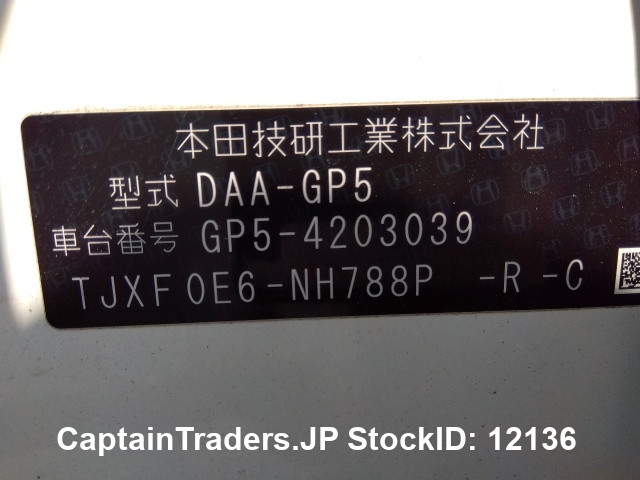 本田技研工業株式会社
型式 DAA-GP5
車台番号 GP5-4203039
TJXF0E6-NH788P -R -C
CaptainTraders.JP StockID: 12136